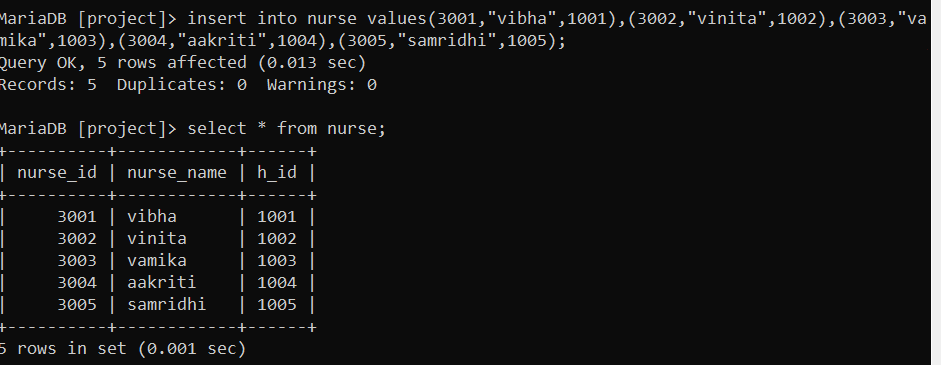 MariaDB [project]> insert into nurse values(3001,"vibha",1001),(3002,"vinita",1002),(3003,"va
mika",1003),(3004,"aakriti",1004),(3005,"samridhi",1005);
Query OK, 5 rows affected (0.013 sec)
Records: 5  Duplicates: 0  Warnings: 0

MariaDB [project]> select * from nurse;
+----------+------------+------+
| nurse_id | nurse_name | h_id |
+----------+------------+------+
|     3001 | vibha      | 1001 |
|     3002 | vinita     | 1002 |
|     3003 | vamika     | 1003 |
|     3004 | aakriti    | 1004 |
|     3005 | samridhi   | 1005 |
+----------+------------+------+
5 rows in set (0.001 sec)